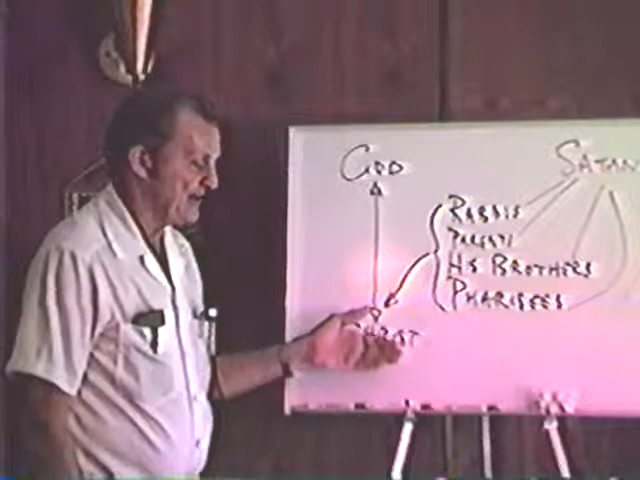 GOD
SATAN
RABBIS
PARENTS
HIS BROTHERS
PHARISEES
CHRIST